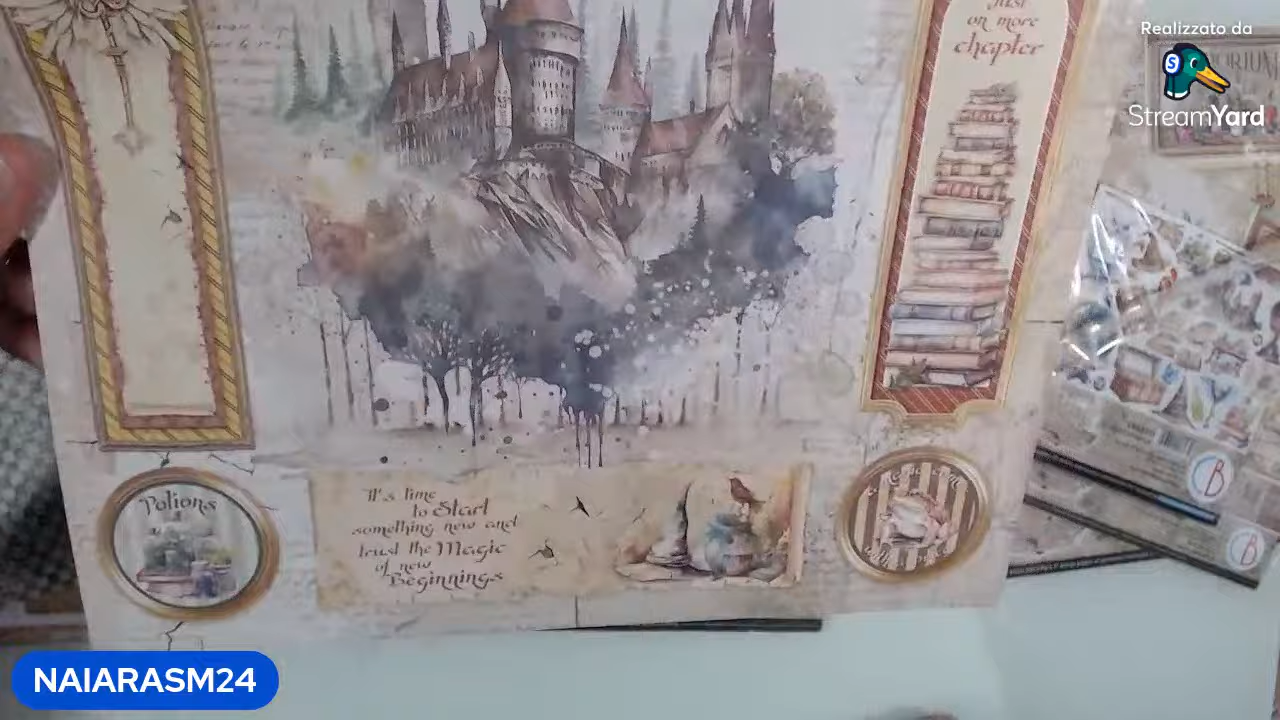 Realizzato da
StreamYard
Just
on more
chapter
Potions
It's time
to Start
something new and
trust the Magic
of new
Beginnings
NAIARASM24